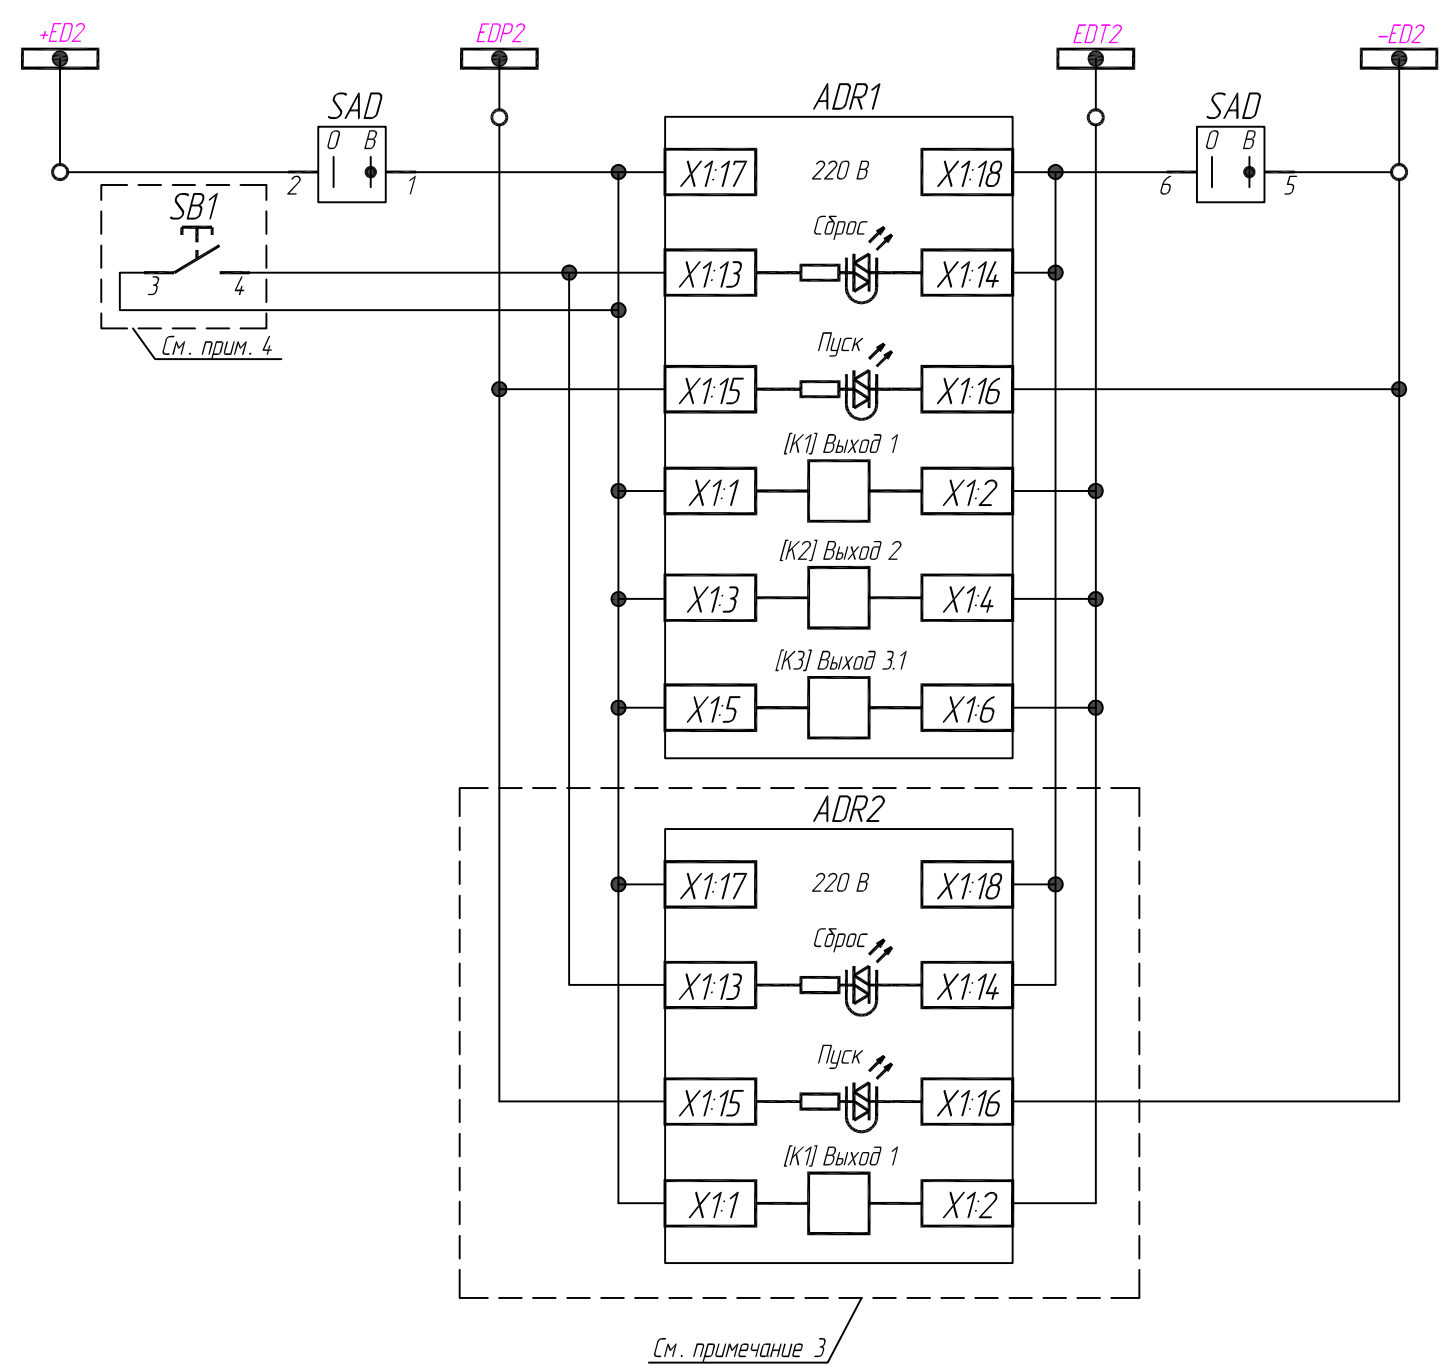 +ED2
EDP2
EDT2
-ED2
SAD
ADR1
SAD
О В
О В
2
1
X1:17
220 В
X1:18
6
5
SB1
3
4
Сброс
X1:13
X1:14
См. прим. 4
Пуск
X1:15
X1:16
[K1] Выход 1
X1:1
X1:2
[K2] Выход 2
X1:3
X1:4
[K3] Выход 3.1
X1:5
X1:6
ADR2
X1:17
220 В
X1:18
Сброс
X1:13
X1:14
Пуск
X1:15
X1:16
[K1] Выход 1
X1:1
X1:2
См. примечание 3